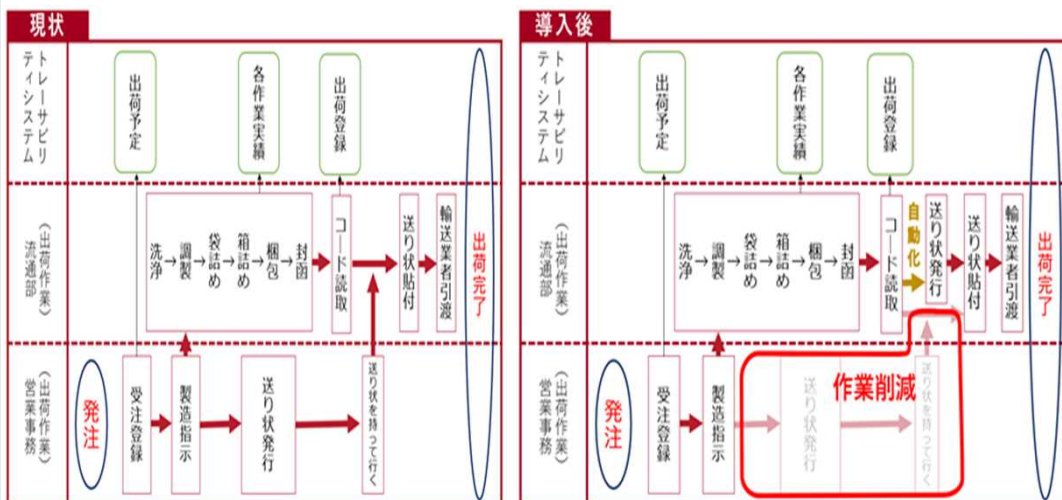 現状
トレーサビリ
ティシステム
出荷予定
各作業実績
出荷登録
(出荷作業)
流通部
洗浄→調製→袋詰め→箱詰め→梱包→封函
コード読取
送り状貼付
輸送業者引渡
出荷完了
(出荷作業)
営業事務
発注
受注登録
製造指示
送り状発行
送り状を持って行く
導入後
トレーサビリ
ティシステム
出荷予定
各作業実績
出荷登録
(出荷作業)
流通部
洗浄→調製→袋詰め→箱詰め→梱包→封函
コード読取
自動化
送り状発行
送り状貼付
輸送業者引渡
出荷完了
(出荷作業)
営業事務
発注
受注登録
製造指示
送り状発行
作業削減
送り状を持って行く